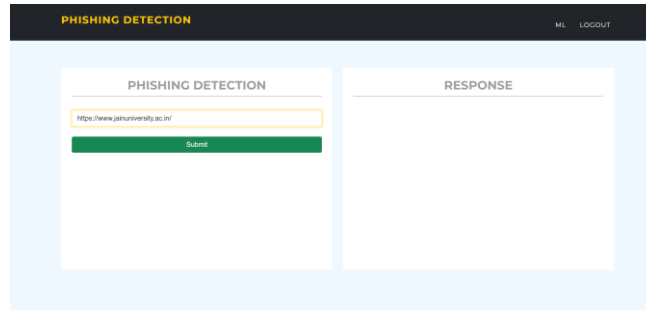 PHISHING DETECTION
ML LOGOUT
PHISHING DETECTION
https://www.jainuniversity.ac.in/
Submit
RESPONSE